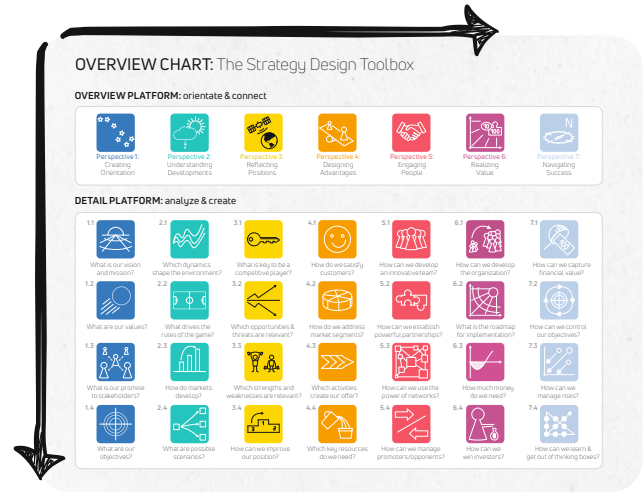 OVERVIEW CHART: The Strategy Design Toolbox
OVERVIEW PLATFORM: orientate & connect
N
10
100
Perspective 1:
Creating
Orientation
Perspective 2:
Understanding
Developments
Perspective 3:
Reflecting
Positions
Perspective 4:
Designing
Advantages
Perspective 5:
Engaging
People
Perspective 6:
Realizing
Value
Perspective 7:
Navigating
Success
DETAIL PLATFORM: analyze & create
1.1
What is our vision
and mission?
2.1
Which dynamics
shape the environment?
3.1
What is key to be a
competitive player?
4.1
How do we satisfy
customers?
5.1
How can we develop
an innovative team?
6.1
How can we develop
the organization?
7.1
How can we capture
financial value?
1.2
What are our values?
2.2
What drives the
rules of the game?
3.2
Which opportunities &
threats are relevant?
4.2
How do we address
market segments?
5.2
How can we establish
powerful partnerships?
6.2
What is the roadmap
for implementation?
7.2
How can we control
our objectives?
1.3
What is our promise
to stakeholders?
2.3
How do markets
develop?
3.3
Which strengths and
weaknesses are relevant?
4.3
Which activities
create our offer?
5.3
How can we use the
power of networks?
6.3
How much money
do we need?
7.3
How can we
manage risks?
1.4
What are our
objectives?
2.4
What are possible
scenarios?
3.4
3 1 2
How can we improve
our position?
4.4
Which key resources
do we need?
5.4
How can we manage
promoters/opponents?
6.4
How can we
win investors?
7.4
How can we learn &
get out of thinking boxes?